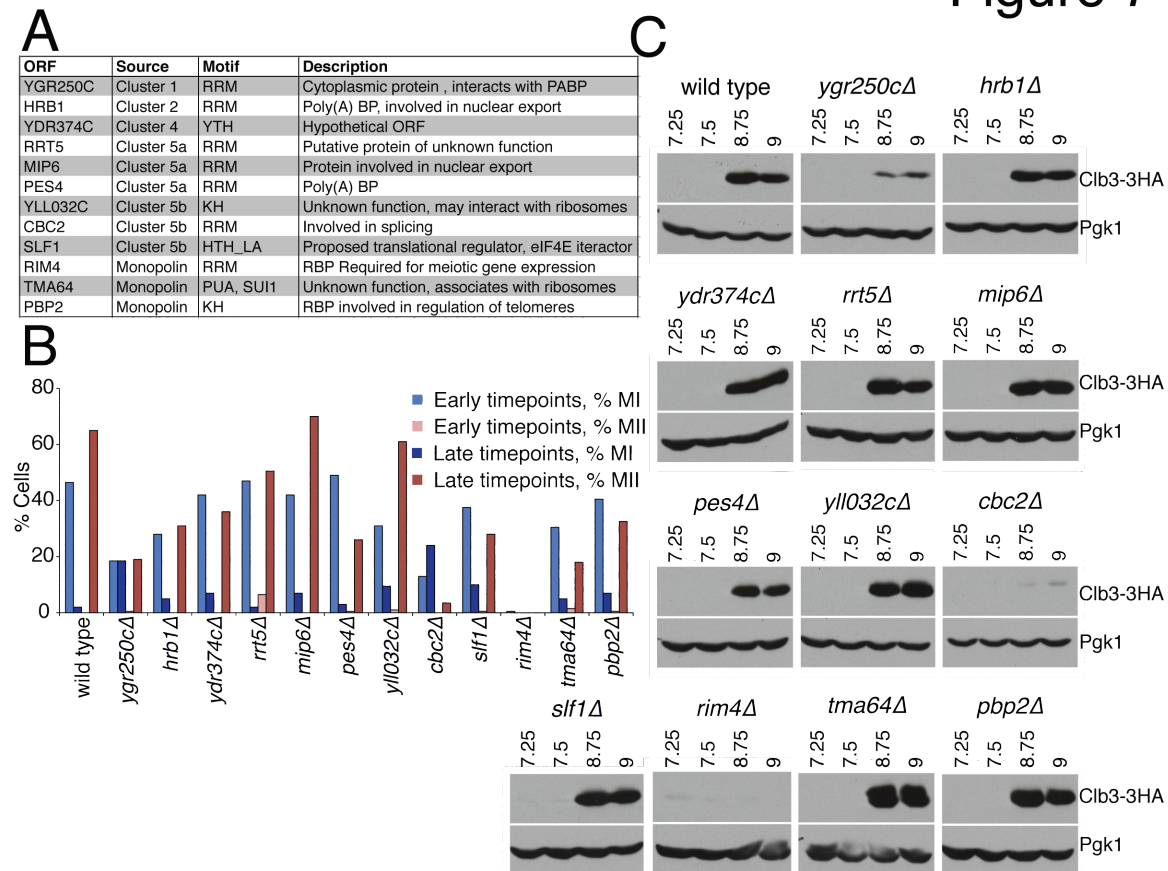 Figure 7
A
ORF Source Motif Description
YGR250C Cluster 1 RRM Cytoplasmic protein , interacts with PABP
HRB1 Cluster 2 RRM Poly(A) BP, involved in nuclear export
YDR374C Cluster 4 YTH Hypothetical ORF
RRT5 Cluster 5a RRM Putative protein of unknown function
MIP6 Cluster 5a RRM Protein involved in nuclear export
PES4 Cluster 5a RRM Poly(A) BP
YLL032C Cluster 5b KH Unknown function, may interact with ribosomes
CBC2 Cluster 5b RRM Involved in splicing
SLF1 Cluster 5b HTH_LA Proposed translational regulator, eIF4E iteractor
RIM4 Monopolin RRM RBP Required for meiotic gene expression
TMA64 Monopolin PUA, SUI1 Unknown function, associates with ribosomes
PBP2 Monopolin KH RBP involved in regulation of telomeres
B
% Cells
80
60
40
20
0
Early timepoints, % MI
Early timepoints, % MII
Late timepoints, % MI
Late timepoints, % MII
wild type ygr250cΔ hrb1Δ ydr374cΔ rrt5Δ mip6Δ pes4Δ yll032cΔ cbc2Δ slf1Δ rim4Δ tma64Δ pbp2Δ
C
wild type ygr250cΔ hrb1Δ
7.25 7.5 8.75 9 7.25 7.5 8.75 9 7.25 7.5 8.75 9
Clb3-3HA
Pgk1
ydr374cΔ rrt5Δ mip6Δ
7.25 7.5 8.75 9 7.25 7.5 8.75 9 7.25 7.5 8.75 9
Clb3-3HA
Pgk1
pes4Δ yll032cΔ cbc2Δ
7.25 7.5 8.75 9 7.25 7.5 8.75 9 7.25 7.5 8.75 9
Clb3-3HA
Pgk1
slf1Δ rim4Δ tma64Δ pbp2Δ
7.25 7.5 8.75 9 7.25 7.5 8.75 9 7.25 7.5 8.75 9 7.25 7.5 8.75 9
Clb3-3HA
Pgk1